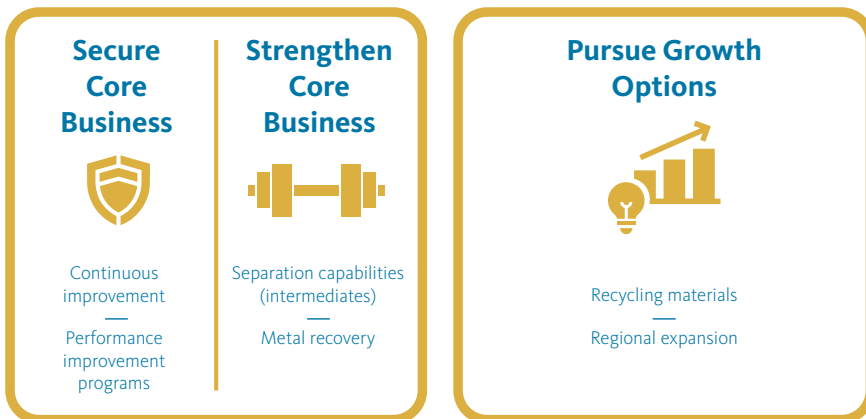 Secure
Core
Business
Continuous
improvement
Performance
improvement
programs
Strengthen
Core
Business
Separation capabilities
(intermediates)
Metal recovery
Pursue Growth
Options
Recycling materials
Regional expansion